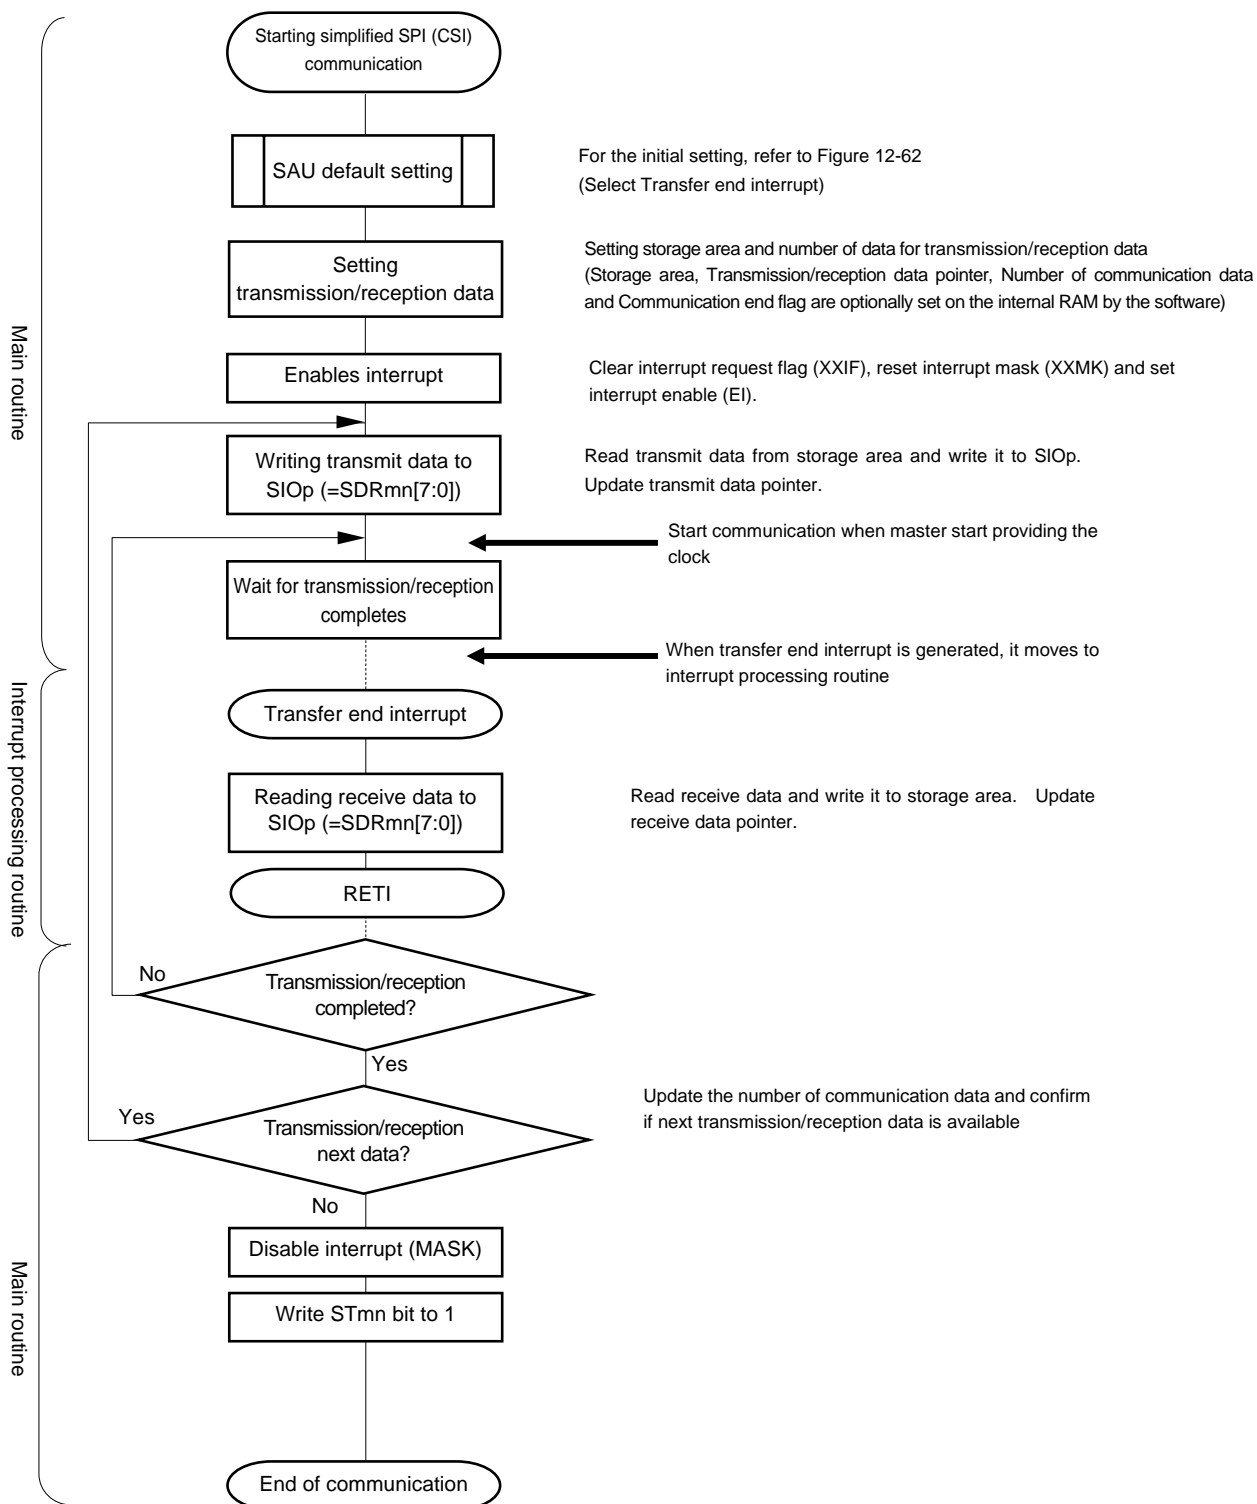 Starting simplified SPI (CSI)
communication
SAU default setting
For the initial setting, refer to Figure 12-62
(Select Transfer end interrupt)
Setting
transmission/reception data
Setting storage area and number of data for transmission/reception data
(Storage area, Transmission/reception data pointer, Number of communication data
and Communication end flag are optionally set on the internal RAM by the software)
Main routine
Enables interrupt
Clear interrupt request flag (XXIF), reset interrupt mask (XXMK) and set
interrupt enable (EI).
Writing transmit data to
SIOp (=SDRmn[7:0])
Read transmit data from storage area and write it to SIOp.
Update transmit data pointer.
Start communication when master start providing the
clock
Wait for transmission/reception
completes
When transfer end interrupt is generated, it moves to
interrupt processing routine
Interrupt processing routine
Transfer end interrupt
Reading receive data to
SIOp (=SDRmn[7:0])
Read receive data and write it to storage area. Update
receive data pointer.
RETI
No
Transmission/reception
completed?
Yes
Yes
Transmission/reception
next data?
Update the number of communication data and confirm
if next transmission/reception data is available
No
Main routine
Disable interrupt (MASK)
Write STmn bit to 1
End of communication